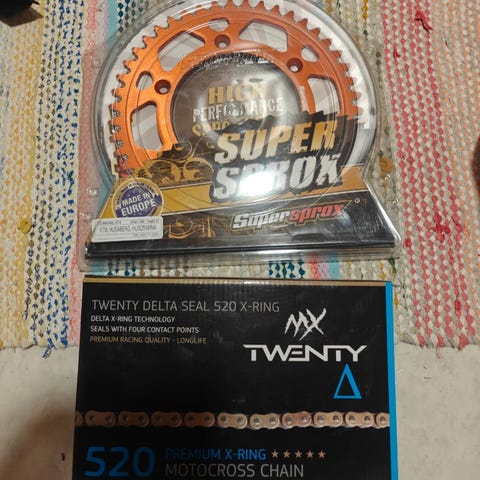 HIGH
PERFORMANCE
SUPER
SPROX
MADE IN
EUROPE
Supersprox
KTM, HUSABERG, HUSQVARNA
TWENTY DELTA SEAL 520 X-RING
DELTA X-RING TECHNOLOGY
SEALS WITH FOUR CONTACT POINTS
PREMIUM RACING QUALITY - LONGLIFE
MX
TWENTY
520 PREMIUM X-RING ★★★★★
MOTOCROSS CHAIN